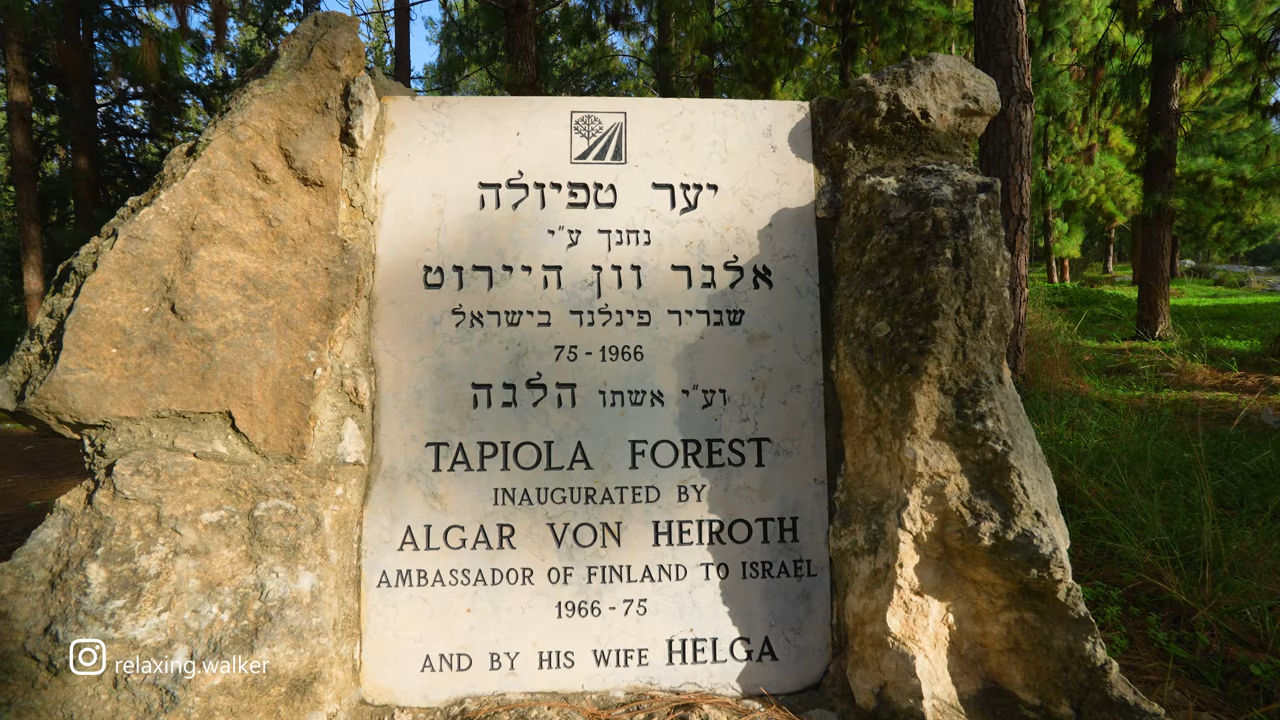 יער טפיולה
נחנך ע״י
אלגר וון היירוט
שגריר פינלנד בישראל
75 - 1966
וע״י אשתו הלגה
TAPIOLA FOREST
INAUGURATED BY
ALGAR VON HEIROTH
AMBASSADOR OF FINLAND TO ISRAEL
1966 - 75
AND BY HIS WIFE HELGA
relaxing.walker